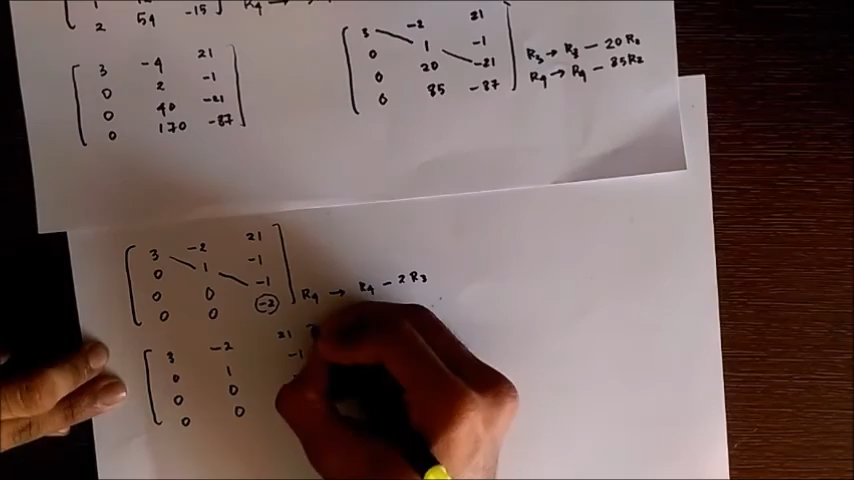 2 54 -15 R4 →
3 -4 21
0 2 -1
0 40 -21
0 170 -87
3 -2 21
0 1 -1
0 20 -21 R3 → R3 - 20R2
0 85 -87 R4 → R4 - 85R2
3 -2 21
0 1 -1
0 0 -1
0 0 -2 R4 → R4 - 2R3
3 -2 21
0 1 -1
0 0
0 0